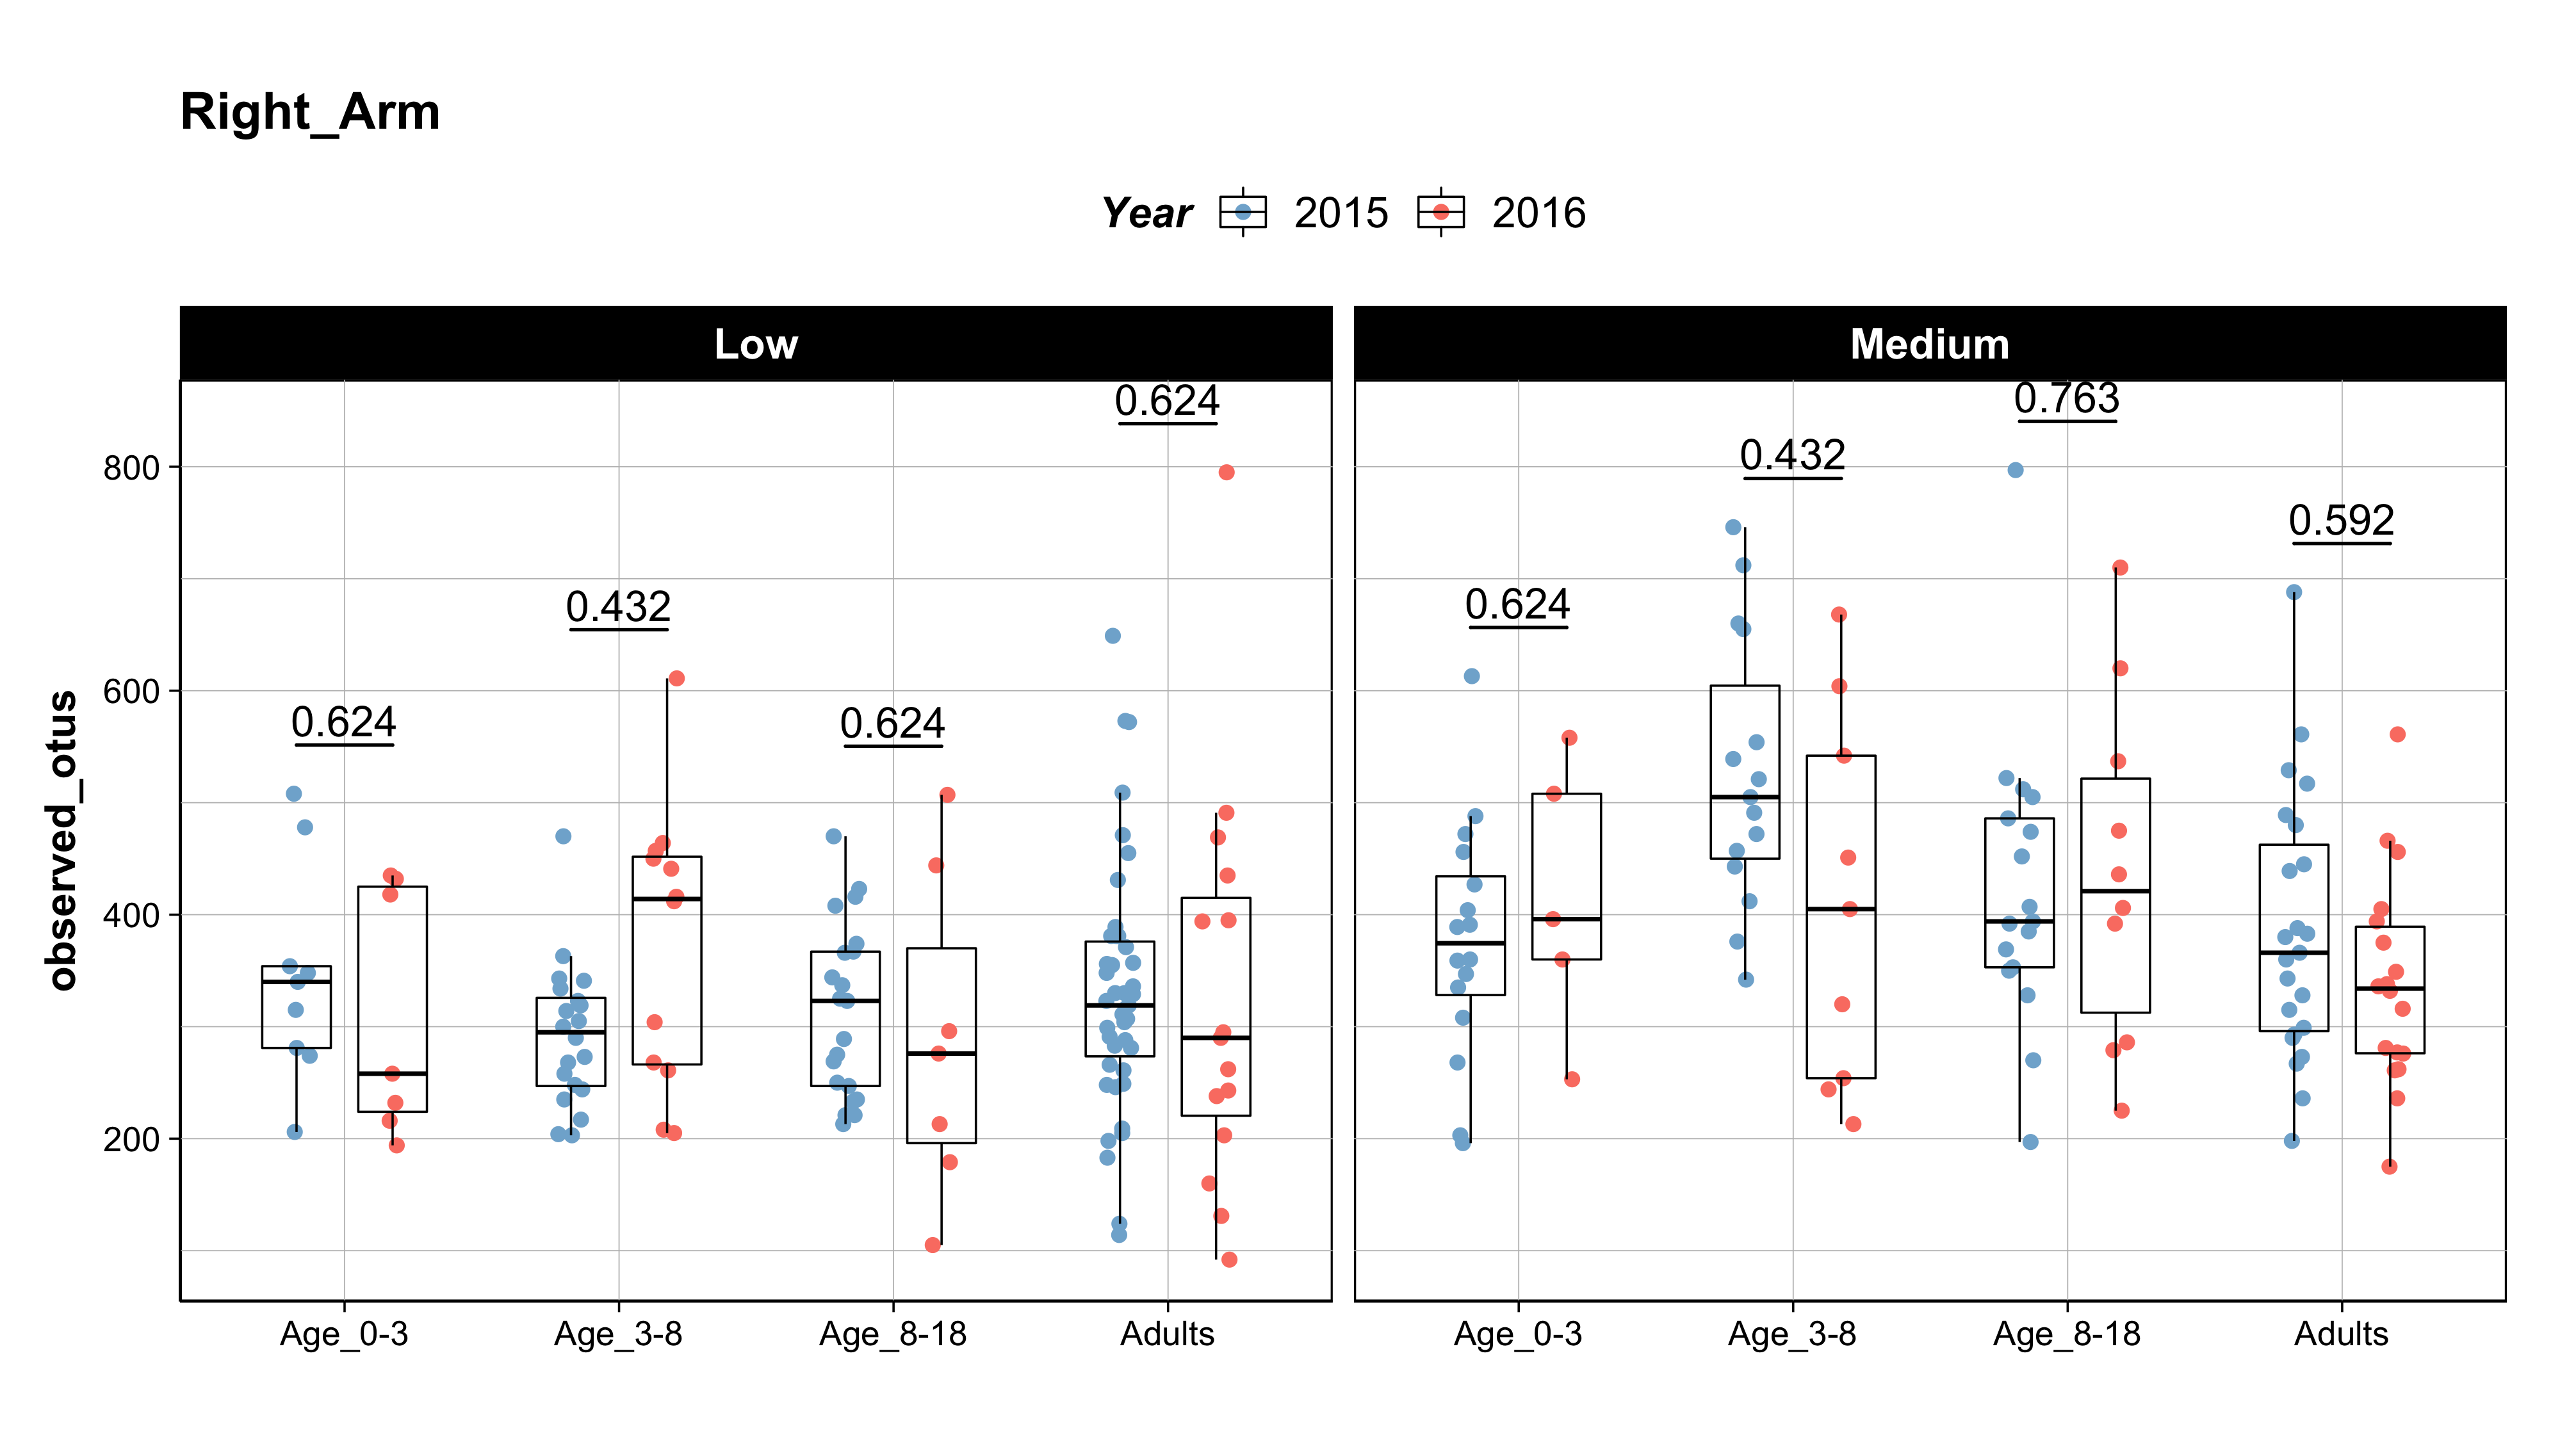 Right_Arm
Year 2015 2016
Low Medium
0.624 0.763
0.432
800
0.592
0.432 0.624
600
0.624 0.624
observed_otus
400
200
Age_0-3 Age_3-8 Age_8-18 Adults Age_0-3 Age_3-8 Age_8-18 Adults